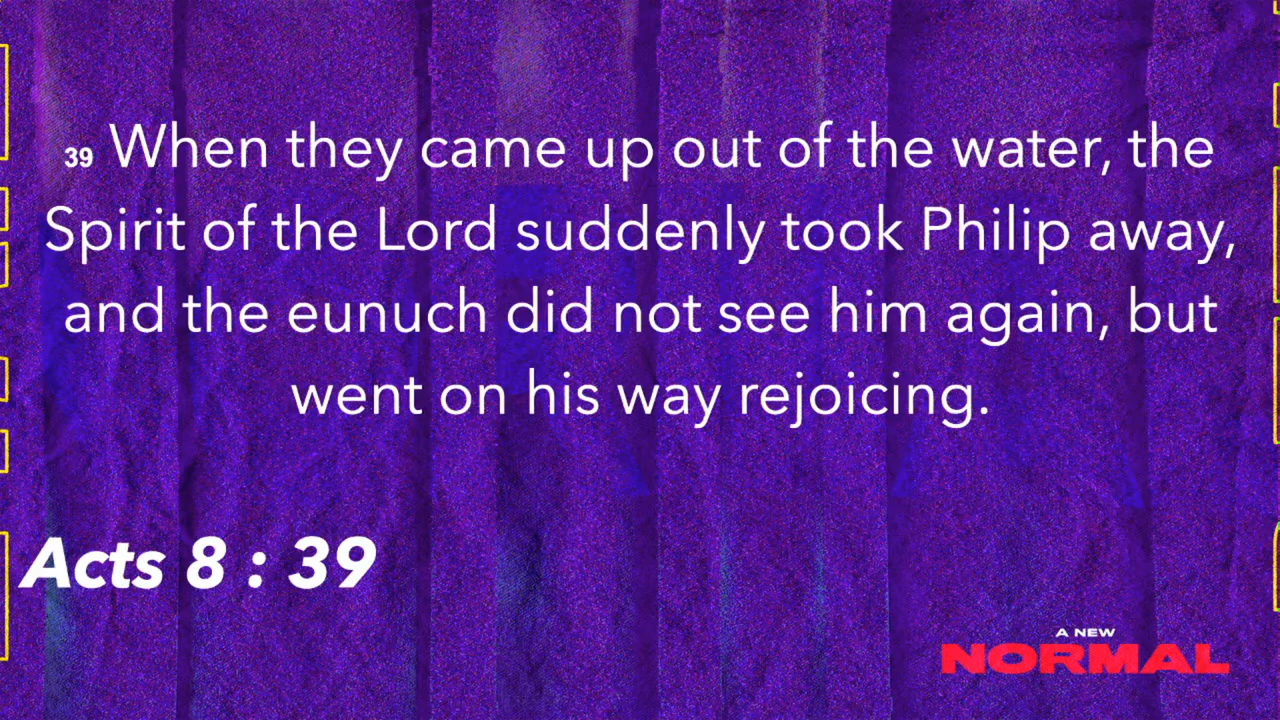 39 When they came up out of the water, the
Spirit of the Lord suddenly took Philip away,
and the eunuch did not see him again, but
went on his way rejoicing.
Acts 8 : 39
A NEW
NORMAL